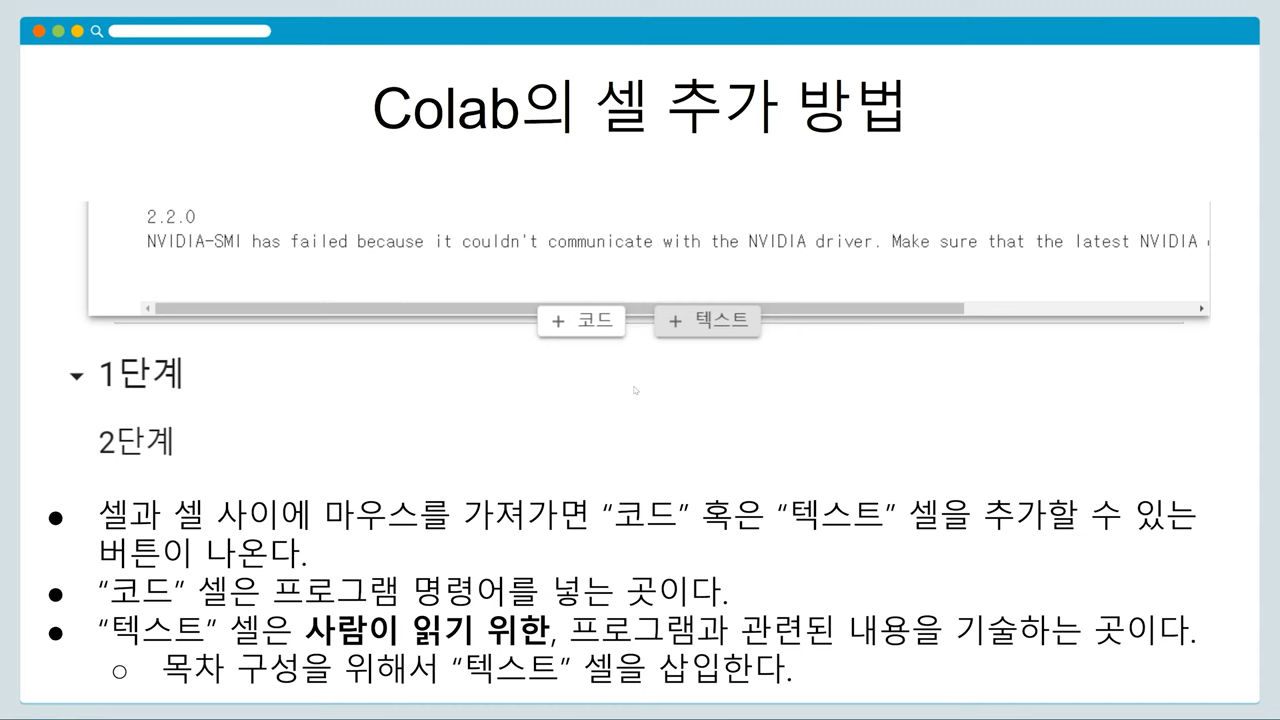 Colab의 셀 추가 방법
2.2.0
NVIDIA-SMI has failed because it couldn't communicate with the NVIDIA driver. Make sure that the latest NVIDIA
+ 코드 + 텍스트
1단계
2단계
● 셀과 셀 사이에 마우스를 가져가면 “코드” 혹은 “텍스트” 셀을 추가할 수 있는
버튼이 나온다.
● “코드” 셀은 프로그램 명령어를 넣는 곳이다.
● “텍스트” 셀은 사람이 읽기 위한, 프로그램과 관련된 내용을 기술하는 곳이다.
○ 목차 구성을 위해서 “텍스트” 셀을 삽입한다.